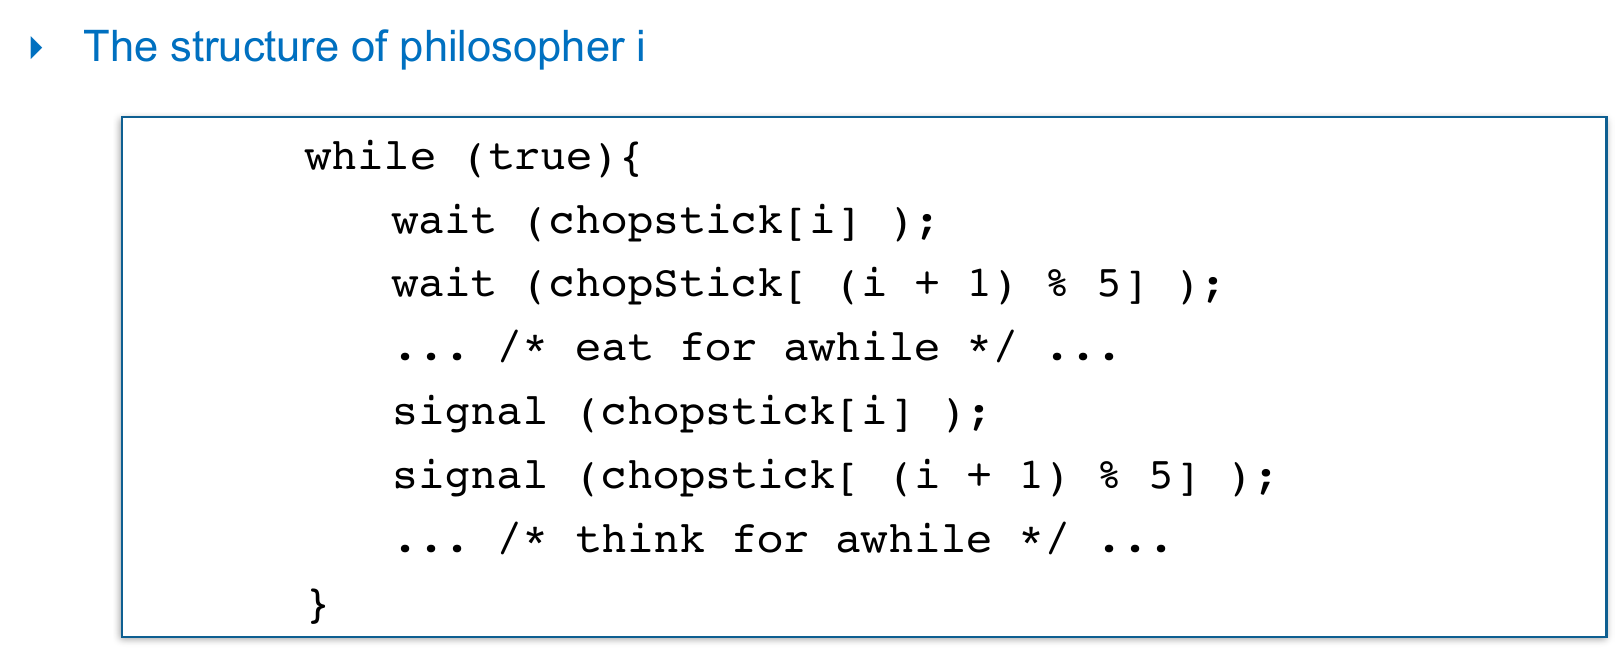 The structure of philosopher i
while (true){
wait (chopstick[i] );
wait (chopStick[ (i + 1) % 5] );
... /* eat for awhile */ ...
signal (chopstick[i] );
signal (chopstick[ (i + 1) % 5] );
... /* think for awhile */ ...
}